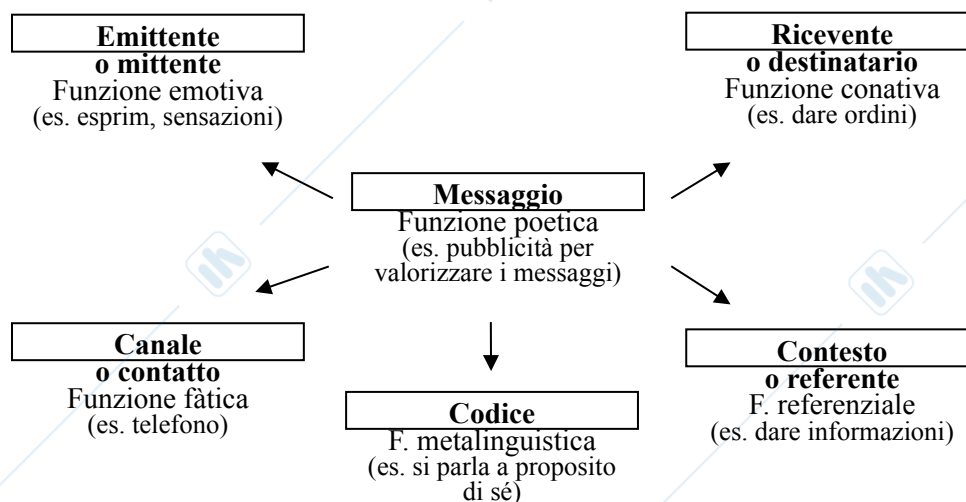 Emittente
o mittente
Funzione emotiva
(es. esprim, sensazioni)
Ricevente
o destinatario
Funzione conativa
(es. dare ordini)
Messaggio
Funzione poetica
(es. pubblicità per
valorizzare i messaggi)
Canale
o contatto
Funzione fàtica
(es. telefono)
Codice
F. metalinguistica
(es. si parla a proposito
di sé)
Contesto
o referente
F. referenziale
(es. dare informazioni)